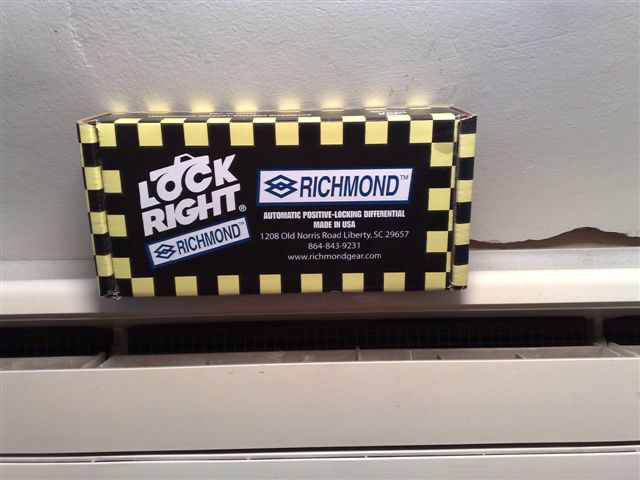 LOCK
RIGHT®
RICHMOND™
RICHMOND™
AUTOMATIC POSITIVE-LOCKING DIFFERENTIAL
MADE IN USA
1208 Old Norris Road Liberty, SC 29657
864-843-9231
www.richmondgear.com